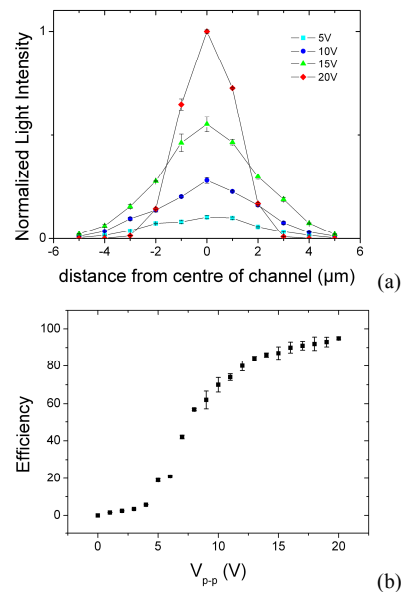 Normalized Light Intensity
1
0
5V
10V
15V
20V
-6 -4 -2 0 2 4 6
distance from centre of channel (µm)
(a)
Efficiency
100
80
60
40
20
0
0 5 10 15 20
Vp-p (V)
(b)